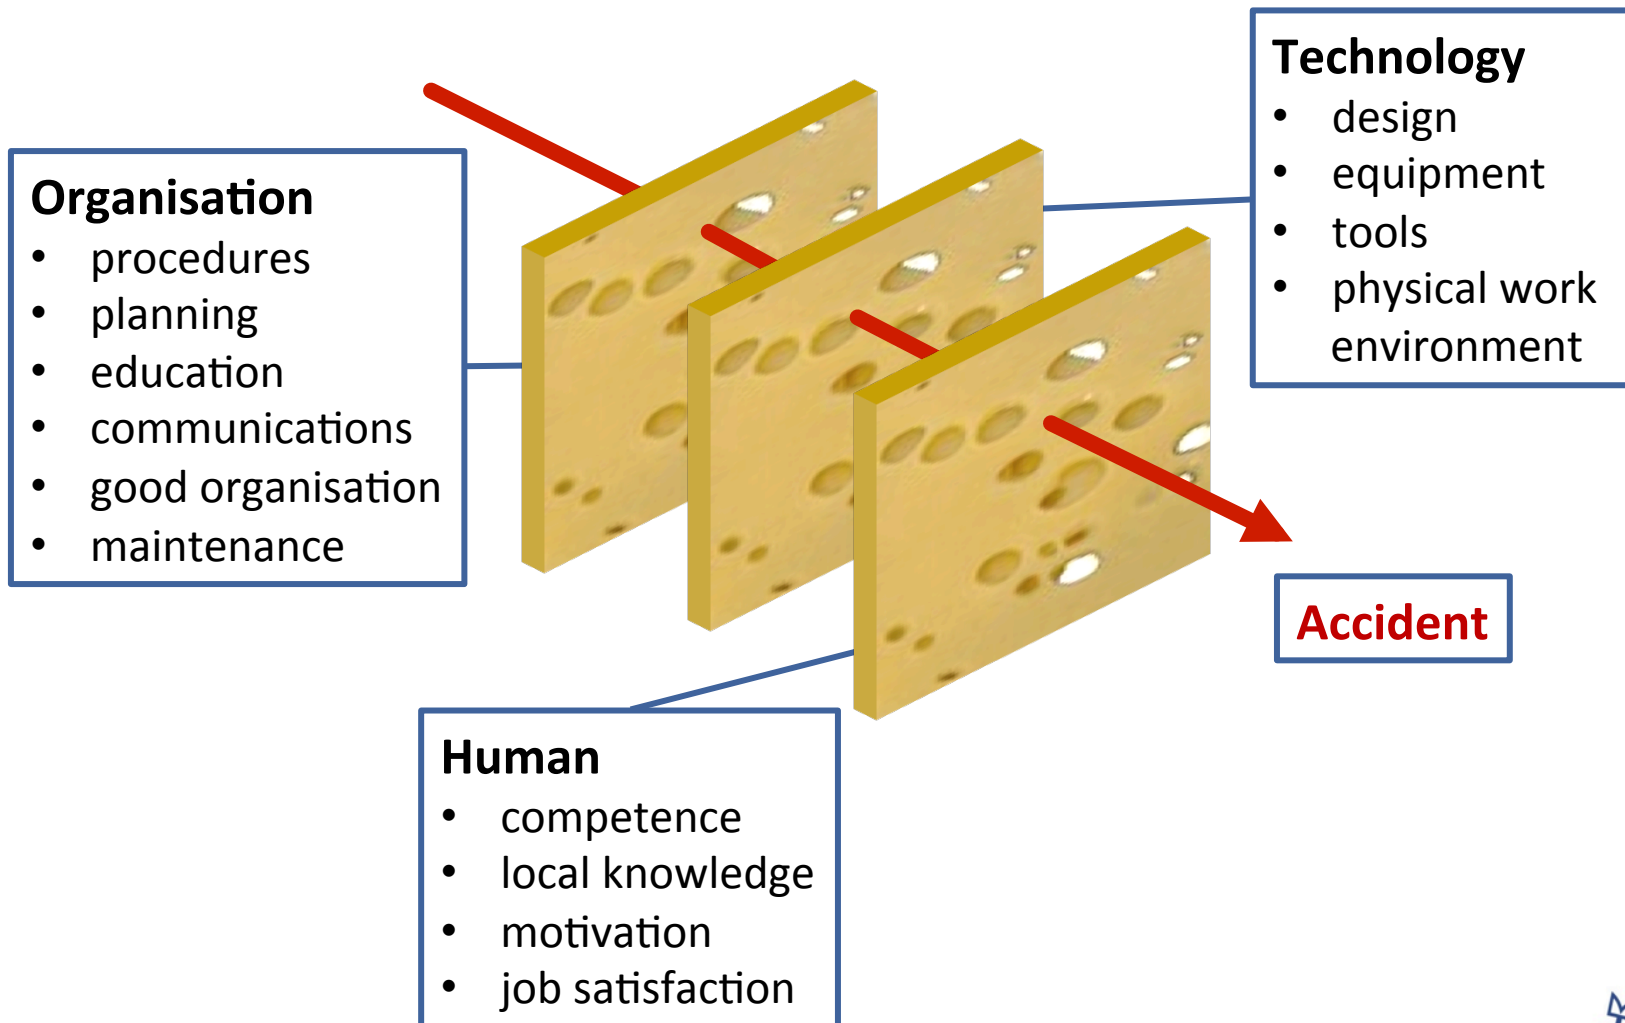 Technology
• design
• equipment
• tools
• physical work
environment
Organisation
• procedures
• planning
• education
• communications
• good organisation
• maintenance
Accident
Human
• competence
• local knowledge
• motivation
• job satisfaction